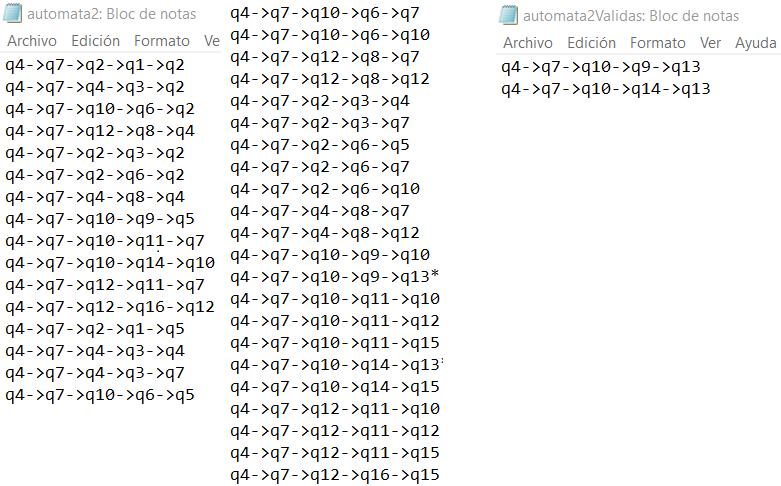 automata2: Bloc de notas
Archivo Edición Formato Ve
q4->q7->q2->q1->q2
q4->q7->q4->q3->q2
q4->q7->q10->q6->q2
q4->q7->q12->q8->q4
q4->q7->q2->q3->q2
q4->q7->q2->q6->q2
q4->q7->q4->q8->q4
q4->q7->q10->q9->q5
q4->q7->q10->q11->q7
q4->q7->q10->q14->q10
q4->q7->q12->q11->q7
q4->q7->q12->q16->q12
q4->q7->q2->q1->q5
q4->q7->q4->q3->q4
q4->q7->q4->q3->q7
q4->q7->q10->q6->q5
q4->q7->q10->q6->q7
q4->q7->q10->q6->q10
q4->q7->q12->q8->q7
q4->q7->q12->q8->q12
q4->q7->q2->q3->q4
q4->q7->q2->q3->q7
q4->q7->q2->q6->q5
q4->q7->q2->q6->q7
q4->q7->q2->q6->q10
q4->q7->q4->q8->q7
q4->q7->q4->q8->q12
q4->q7->q10->q9->q10
q4->q7->q10->q9->q13*
q4->q7->q10->q11->q10
q4->q7->q10->q11->q12
q4->q7->q10->q11->q15
q4->q7->q10->q14->q13*
q4->q7->q10->q14->q15
q4->q7->q12->q11->q10
q4->q7->q12->q11->q12
q4->q7->q12->q11->q15
q4->q7->q12->q16->q15
automata2Validas: Bloc de notas
Archivo Edición Formato Ver Ayuda
q4->q7->q10->q9->q13
q4->q7->q10->q14->q13